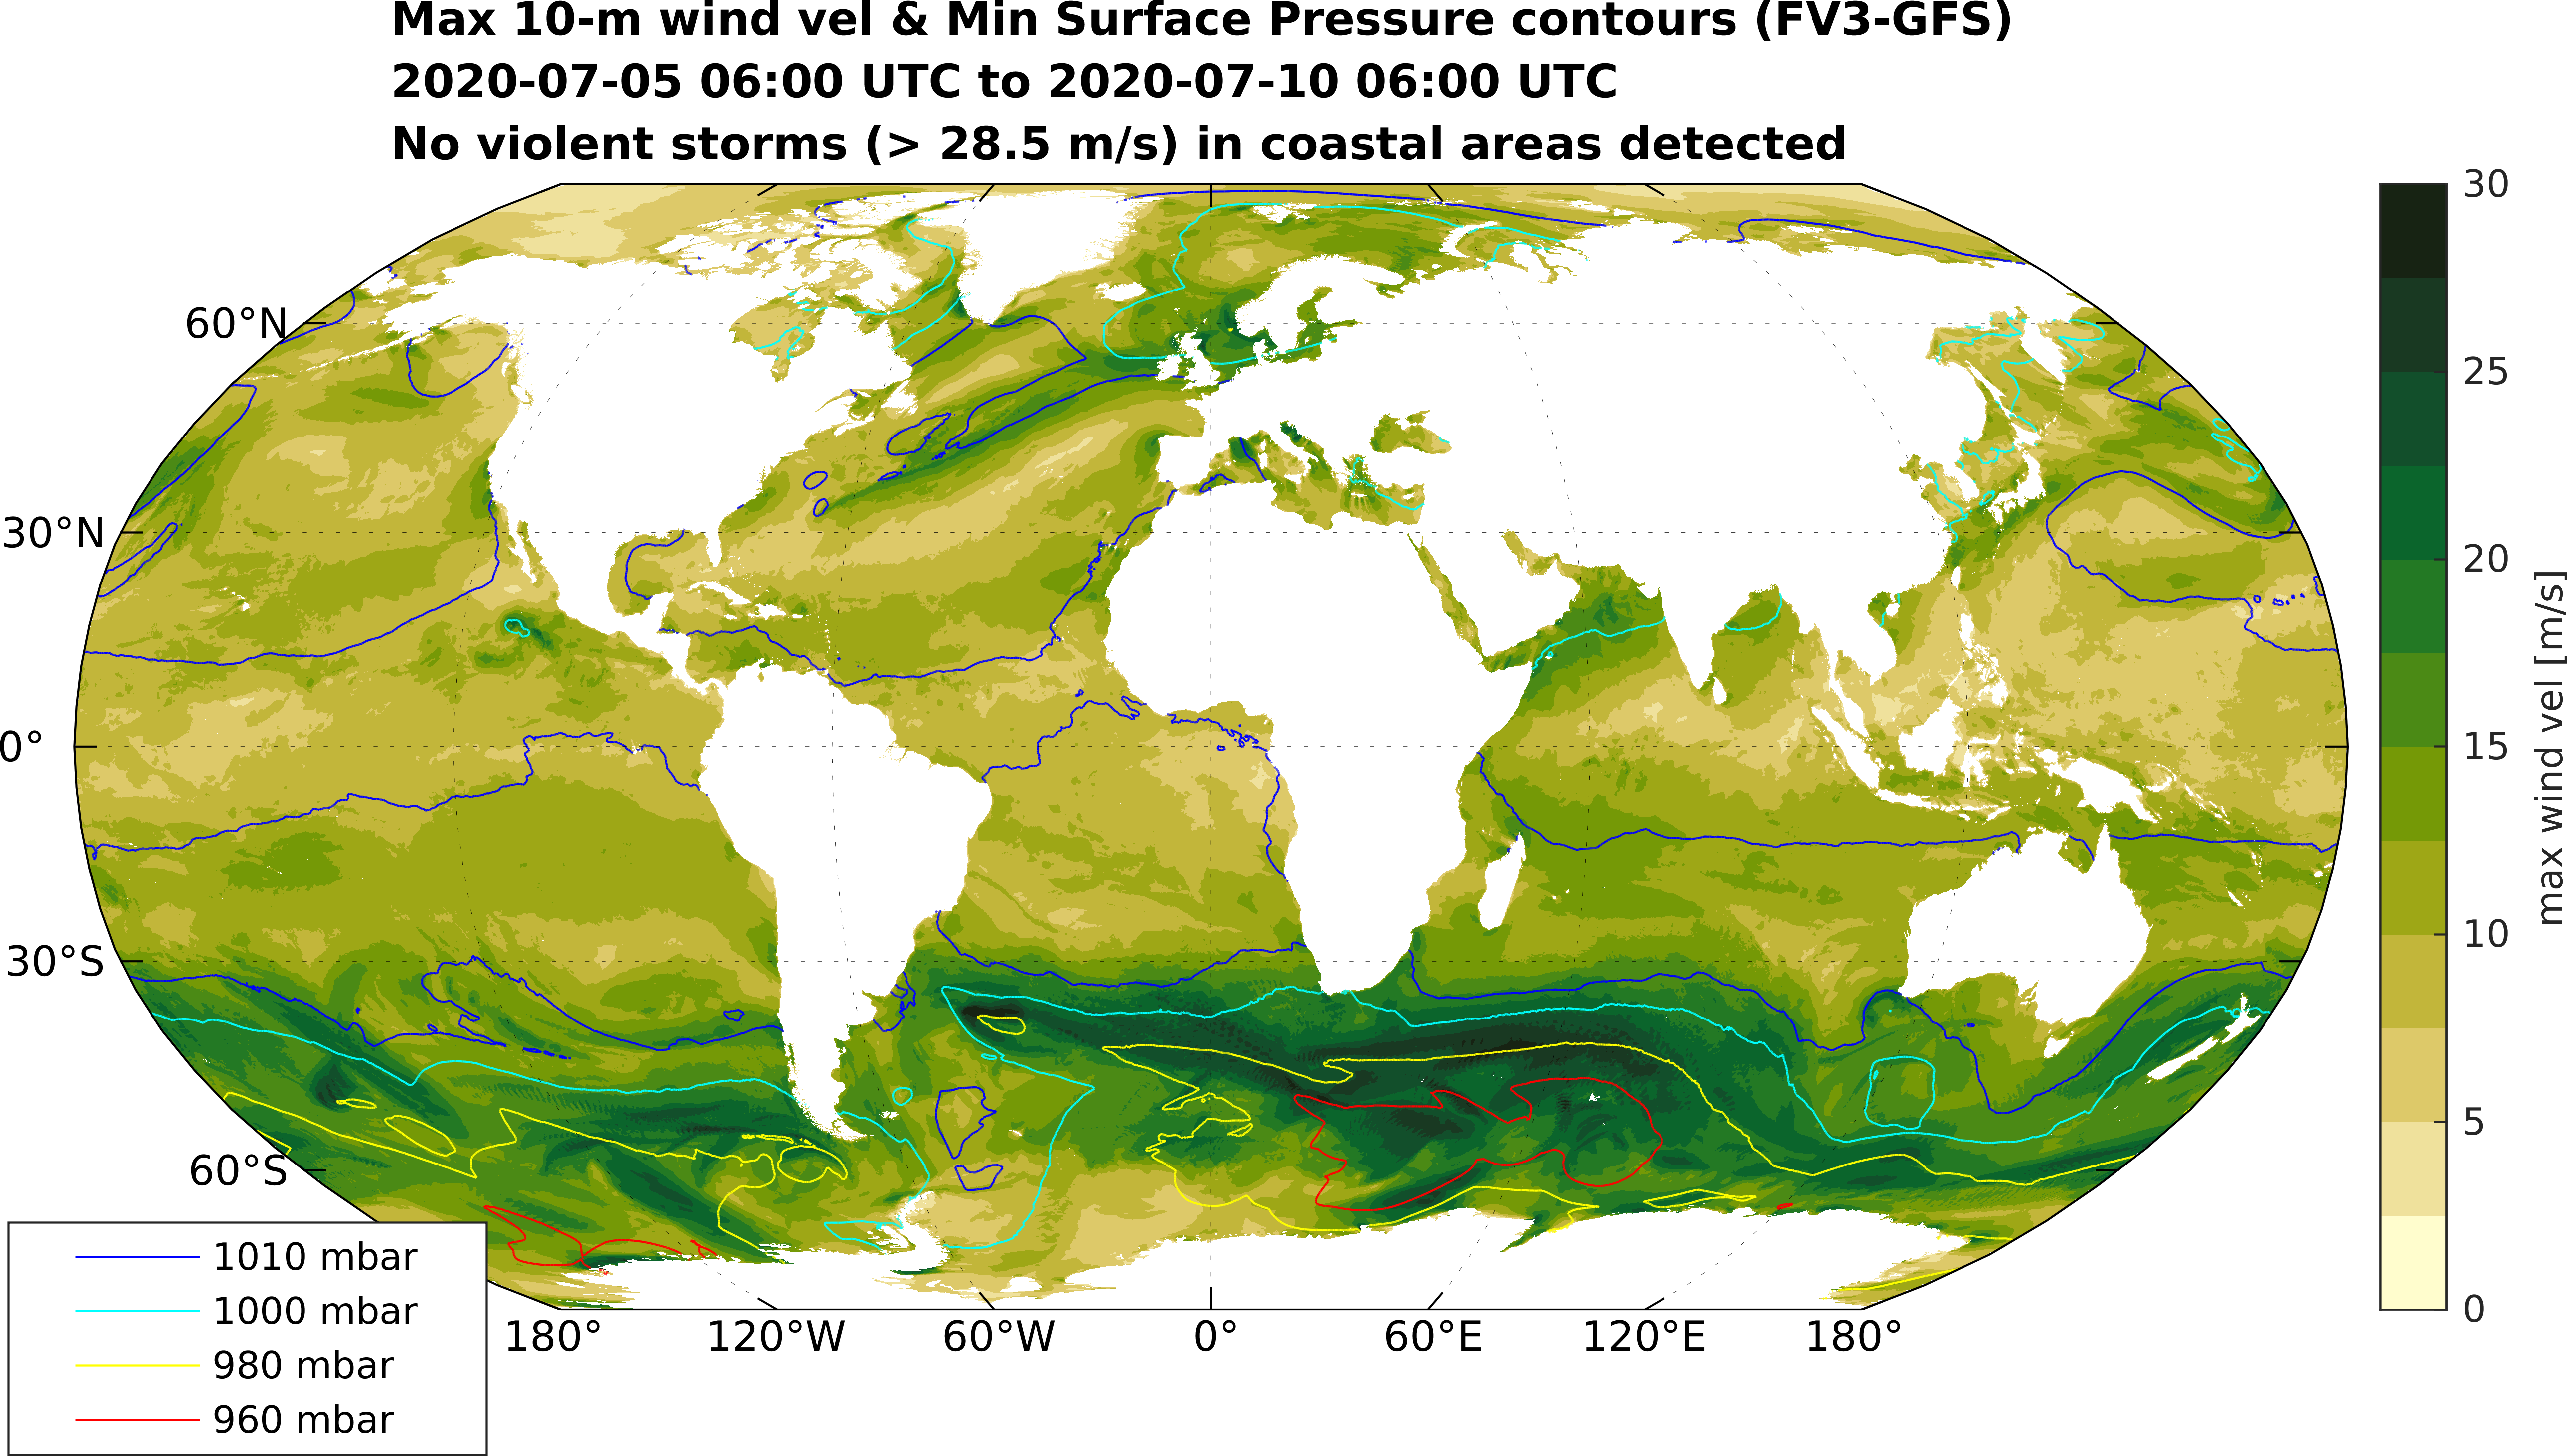 Max 10-m wind vel & Min Surface Pressure contours (FV3-GFS)
2020-07-05 06:00 UTC to 2020-07-10 06:00 UTC
No violent storms (> 28.5 m/s) in coastal areas detected
30
25
20
15
10
5
0
max wind vel [m/s]
60°N
30°N
0°
30°S
60°S
180°
120°W
60°W
0°
60°E
120°E
180°
1010 mbar
1000 mbar
980 mbar
960 mbar